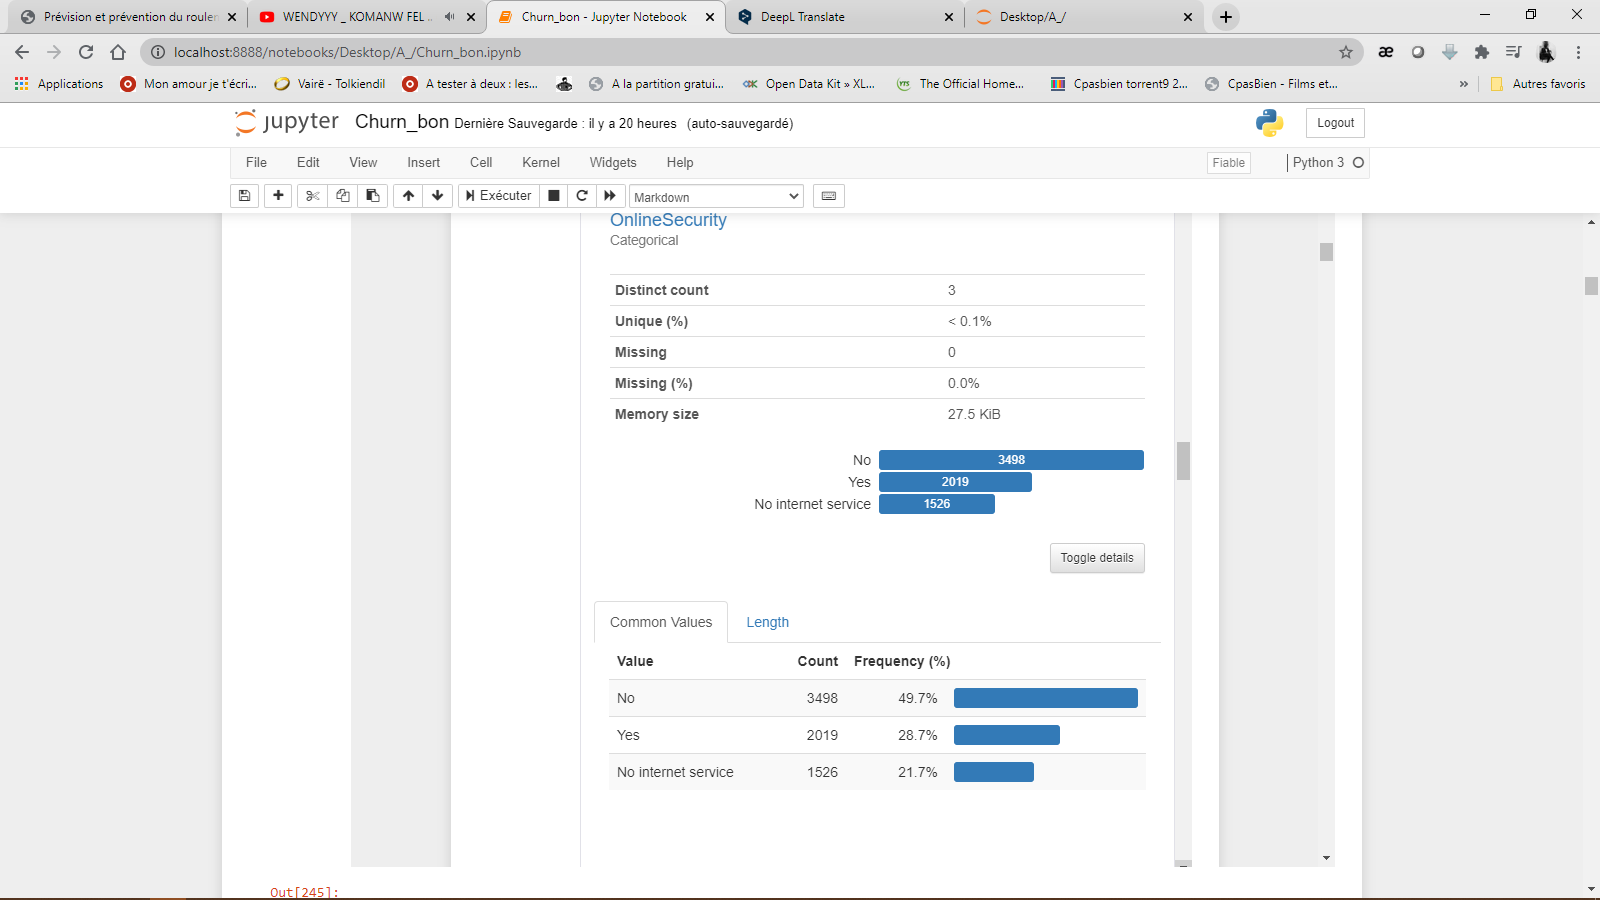 Prévision et prévention du rouler
WENDYYY _ KOMANW FEL ..
Churn_bon - Jupyter Notebook
DeepL Translate
Desktop/A_/
localhost:8888/notebooks/Desktop/A_/Churn_bon.ipynb
Applications
Mon amour je t'écri...
Vairë - Tolkiendil
A tester à deux : les...
A la partition gratui...
Open Data Kit » XL...
The Official Home...
Cpasbien torrent9 2...
CpasBien - Films et...
»
Autres favoris
jupyter Churn_bon Dernière Sauvegarde : il y a 20 heures (auto-sauvegardé)
Logout
File Edit View Insert Cell Kernel Widgets Help
Fiable
Python 3
Exécuter
Markdown
OnlineSecurity
Categorical
Distinct count 3
Unique (%) < 0.1%
Missing 0
Missing (%) 0.0%
Memory size 27.5 KiB
No 3498
Yes 2019
No internet service 1526
Toggle details
Common Values Length
Value Count Frequency (%)
No 3498 49.7%
Yes 2019 28.7%
No internet service 1526 21.7%
Out[245]: